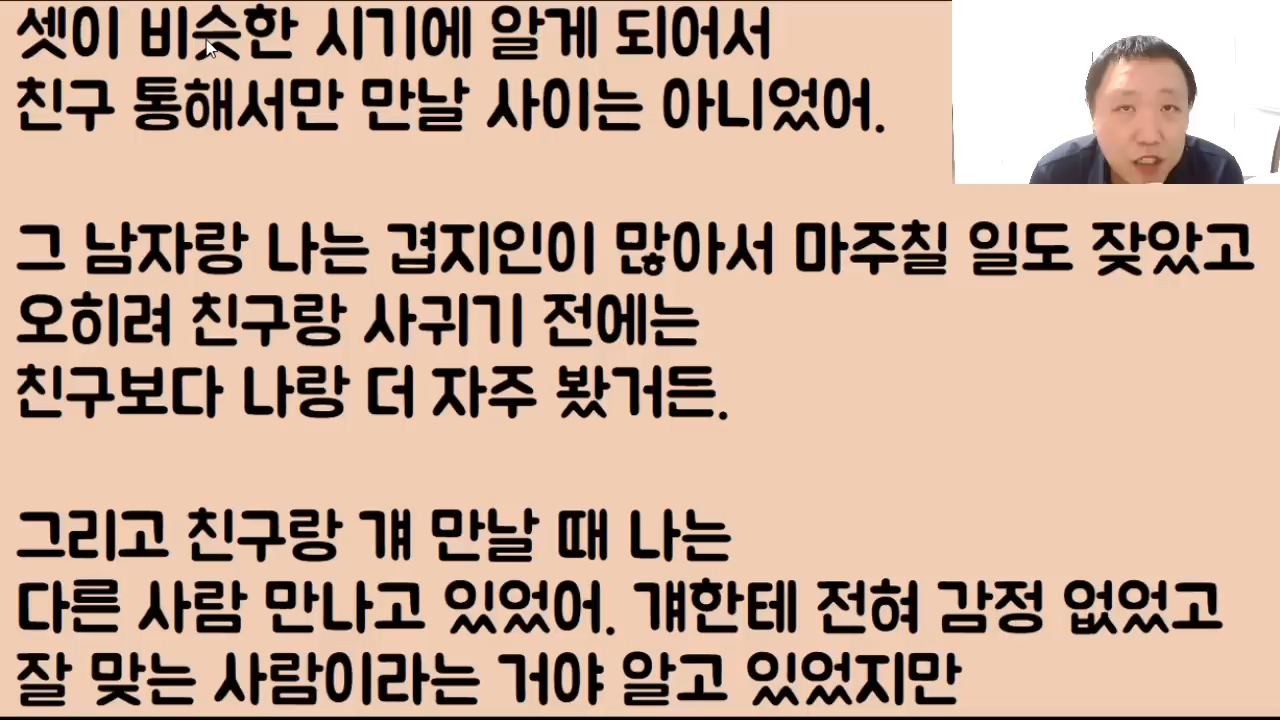 셋이 비슷한 시기에 알게 되어서
친구 통해서만 만날 사이는 아니었어.
그 남자랑 나는 겹지인이 많아서 마주칠 일도 잦았고
오히려 친구랑 사귀기 전에는
친구보다 나랑 더 자주 봤거든.
그리고 친구랑 걔 만날 때 나는
다른 사람 만나고 있었어. 걔한테 전혀 감정 없었고
잘 맞는 사람이라는 거야 알고 있었지만